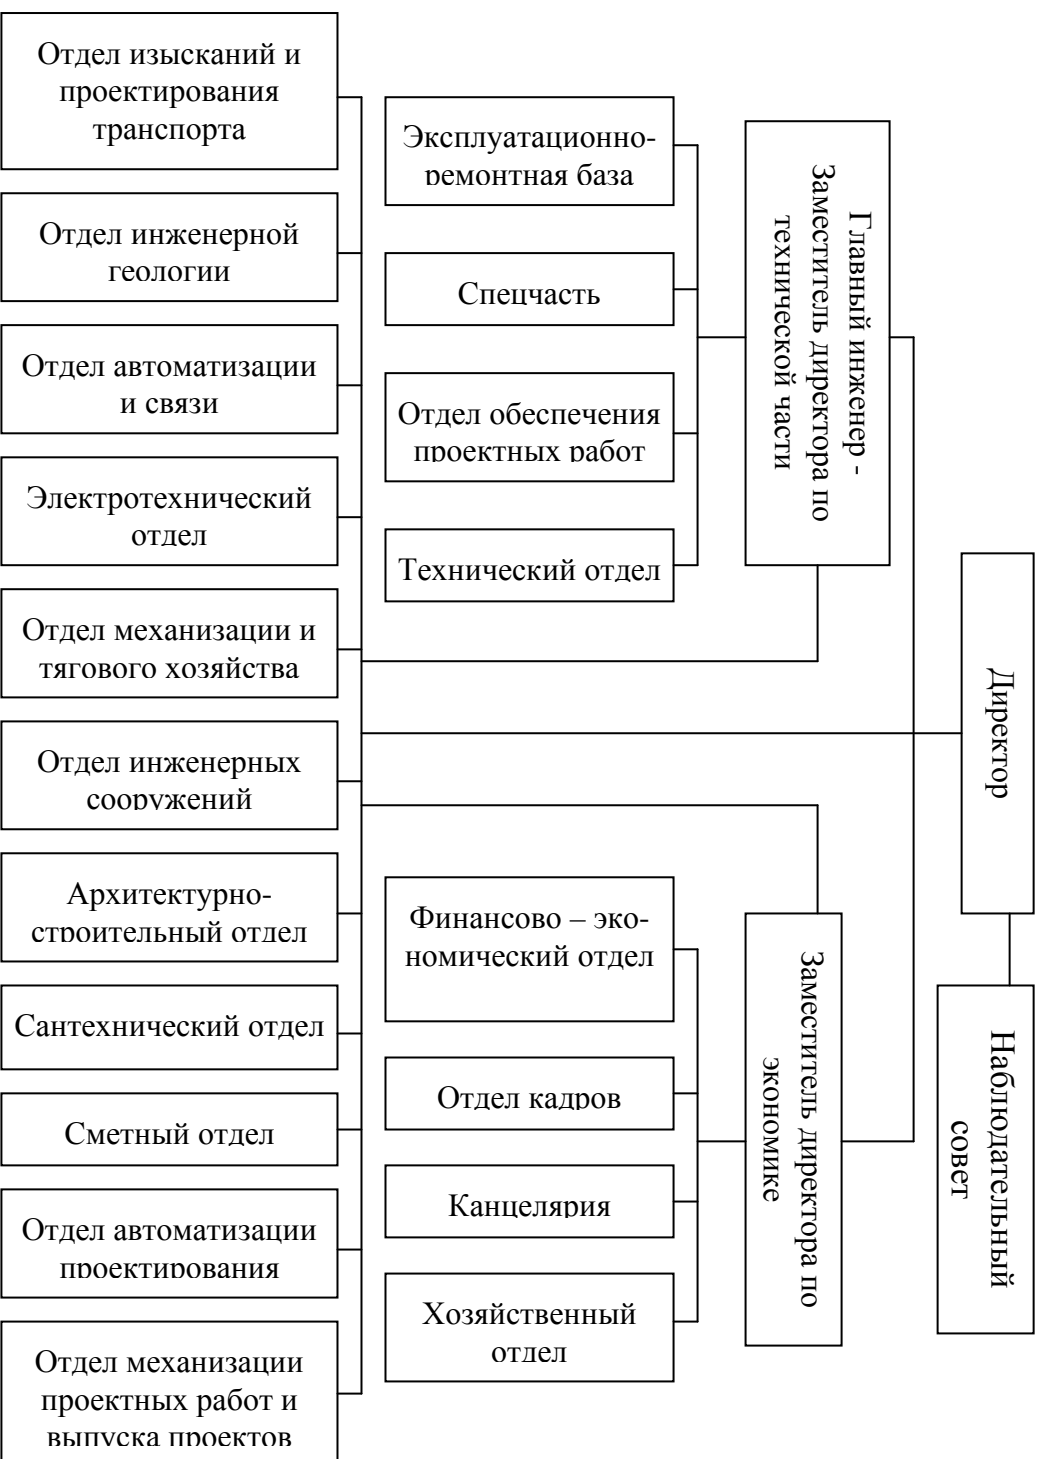 Отдел изысканий и
проектирования
транспорта
Отдел инженерной
геологии
Отдел автоматизации
и связи
Электротехнический
отдел
Отдел механизации и
тягового хозяйства
Отдел инженерных
сооружений
Архитектурно-
строительный отдел
Сантехнический отдел
Сметный отдел
Отдел автоматизации
проектирования
Отдел механизации
проектных работ и
выпуска проектов
Эксплуатационно-
ремонтная база
Спецчасть
Отдел обеспечения
проектных работ
Технический отдел
Финансово – эко-
номический отдел
Отдел кадров
Канцелярия
Хозяйственный
отдел
Главный инженер -
Заместитель директора по
технической части
Заместитель директора по
экономике
Директор
Наблюдательный
совет